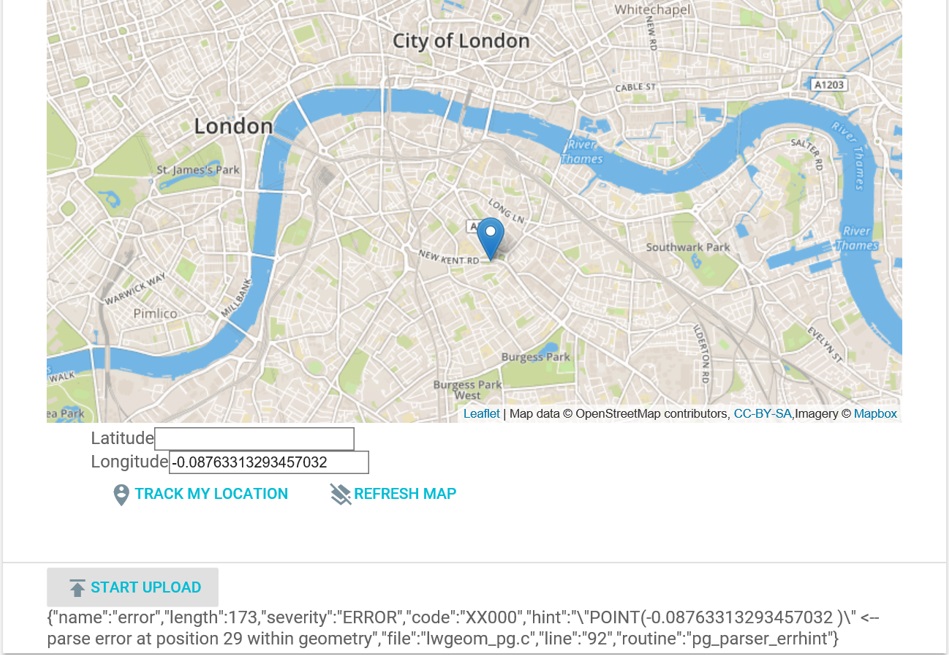 Whitechapel
NEW RD
City of London
CABLE ST
A1203
London
River
Thames
River Thames
SALTER RD
St. James's Park
LONG LN
River
Thames
Southwark Park
NEW KENT RD
WARWICK WAY
MILLBANK
Pimlico
EVELYN ST
ILDERTON RD
Burgess Park
WALK
Burgess Park
West
ea Park
Leaflet | Map data © OpenStreetMap contributors, CC-BY-SA,Imagery © Mapbox
Latitude
Longitude -0.08763313293457032
TRACK MY LOCATION REFRESH MAP
START UPLOAD
{"name":"error","length":173,"severity":"ERROR","code":"XX000","hint":"\"POINT(-0.08763313293457032 )\" <--
parse error at position 29 within geometry","file":"lwgeom_pg.c","line":"92","routine":"pg_parser_errhint"}